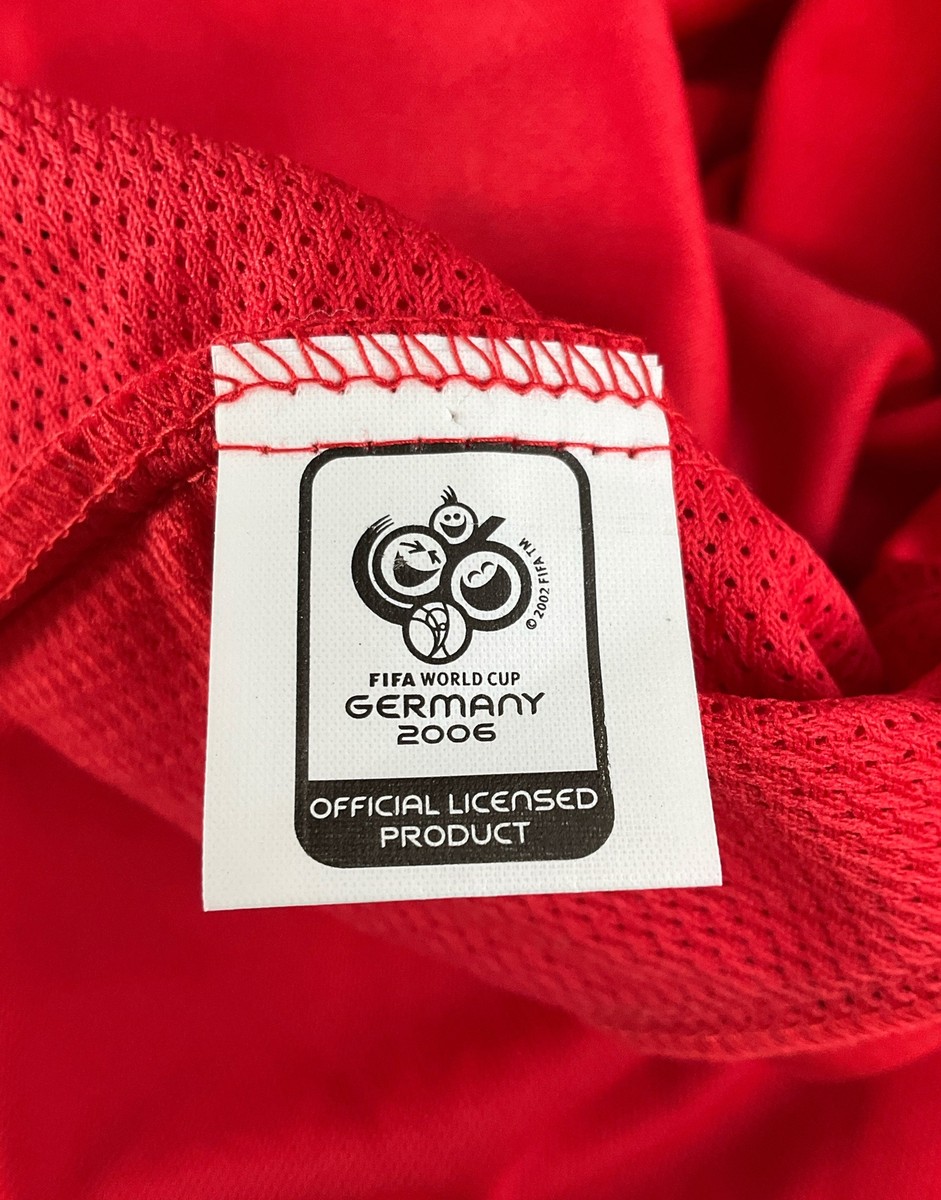 © 2002 FIFA TM
FIFA WORLD CUP
GERMANY
2006
OFFICIAL LICENSED
PRODUCT